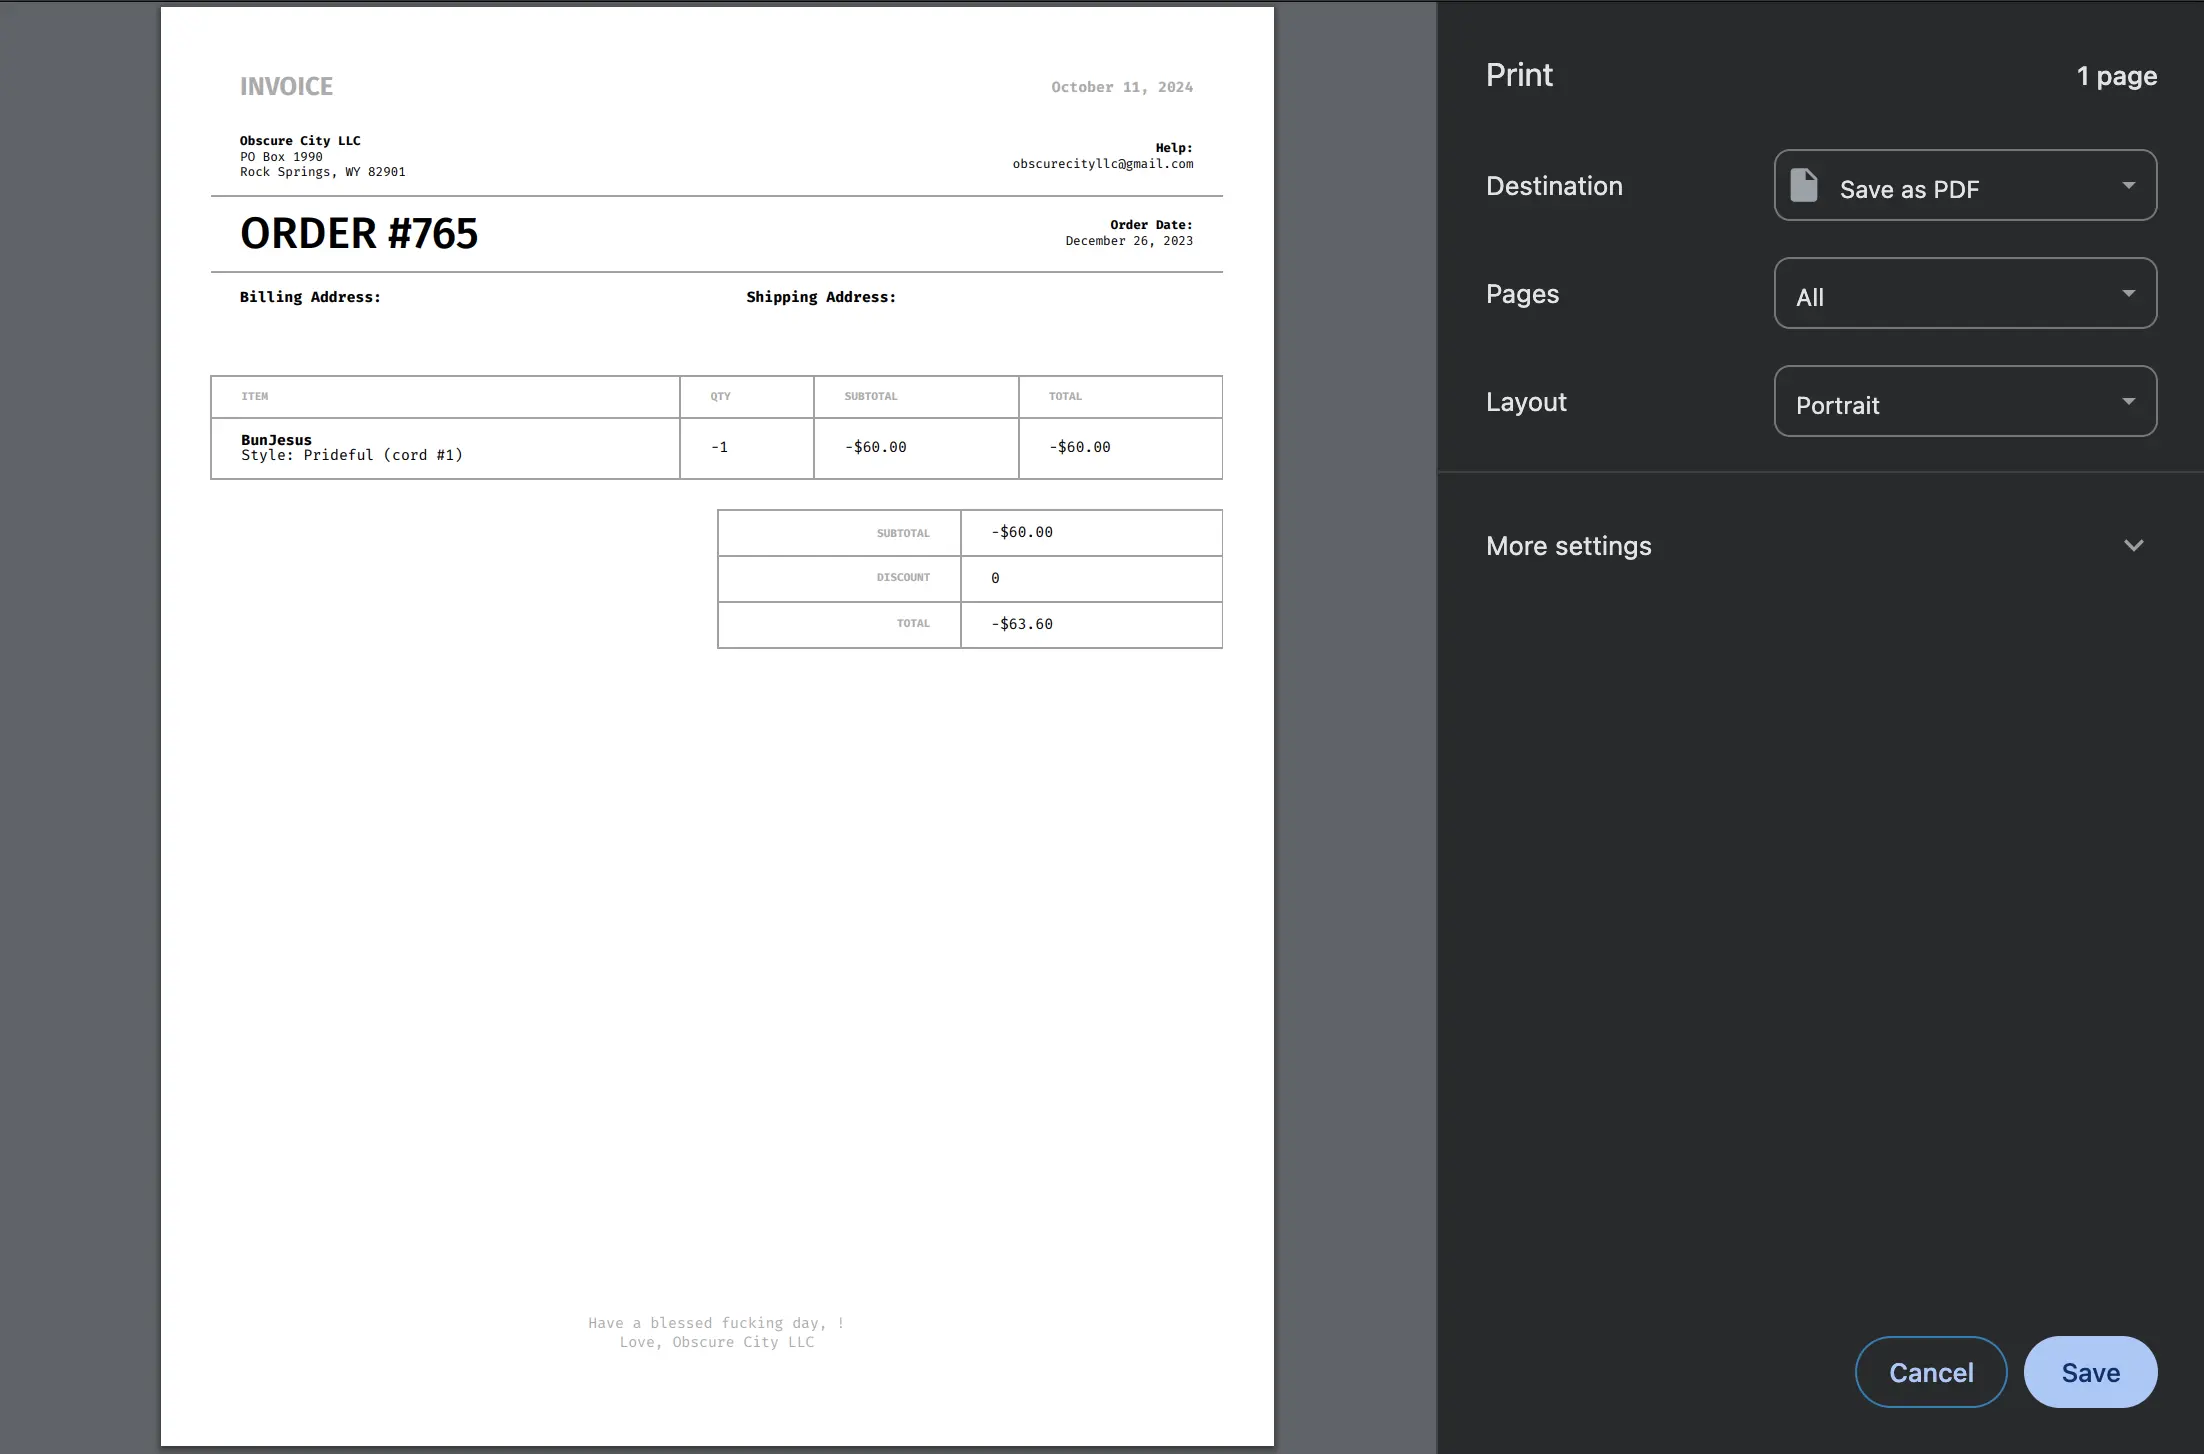 INVOICE
October 11, 2024
Obscure City LLC
PO Box 1990
Rock Springs, WY 82901
Help:
obscurecityllc@gmail.com
ORDER #765
Order Date:
December 26, 2023
Billing Address:
Shipping Address:
ITEM QTY SUBTOTAL TOTAL
BunJesus
Style: Prideful (cord #1)
-1 -$60.00 -$60.00
SUBTOTAL -$60.00
DISCOUNT 0
TOTAL -$63.60
Have a blessed fucking day, !
Love, Obscure City LLC
Print
1 page
Destination
Save as PDF
Pages
All
Layout
Portrait
More settings
Cancel
Save